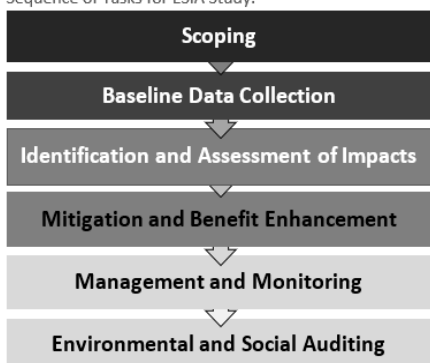 Sequence of Tasks for ESIA Study:
Scoping
Baseline Data Collection
Identification and Assessment of Impacts
Mitigation and Benefit Enhancement
Management and Monitoring
Environmental and Social Auditing